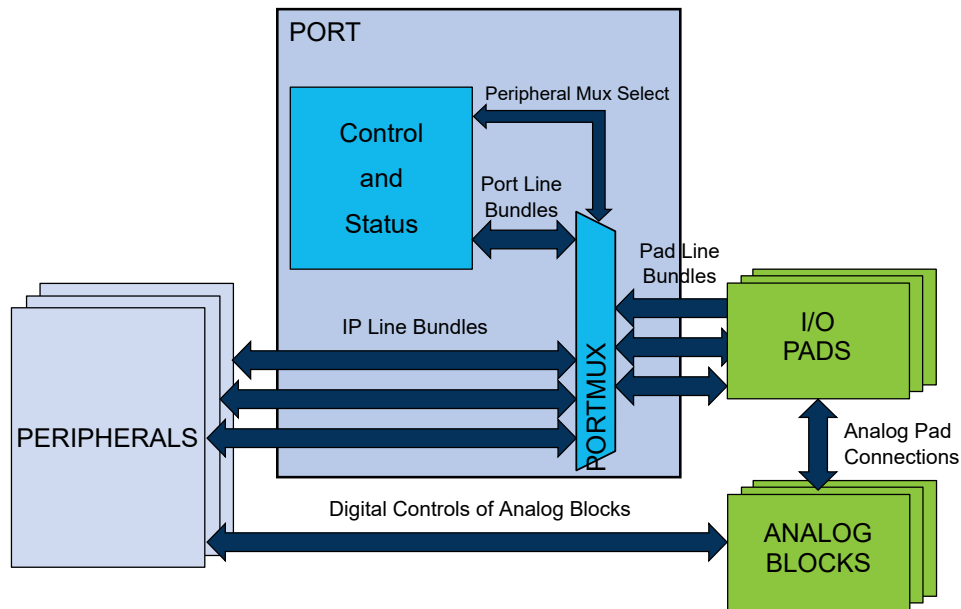 PORT
Peripheral Mux Select
Control
and
Status
Port Line
Bundles
Pad Line
Bundles
IP Line Bundles
I/O
PADS
PORTMUX
PERIPHERALS
Analog Pad
Connections
Digital Controls of Analog Blocks
ANALOG
BLOCKS